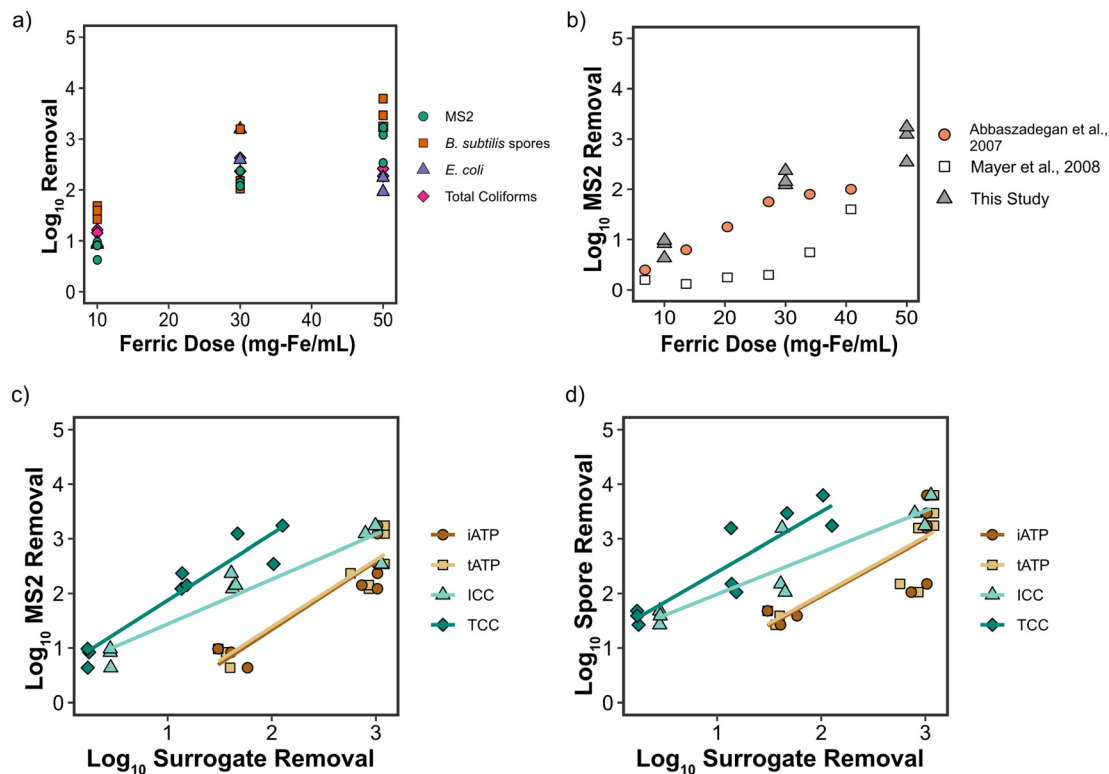 a)
5
4
3
2
1
0
Log10 Removal
10
20
30
40
50
Ferric Dose (mg-Fe/mL)
MS2
B. subtilis spores
E. coli
Total Coliforms
b)
5
4
3
2
1
0
Log10 MS2 Removal
10
20
30
40
50
Ferric Dose (mg-Fe/mL)
Abbaszadegan et al.,
2007
Mayer et al., 2008
This Study
c)
5
4
3
2
1
0
Log10 MS2 Removal
1
2
3
Log10 Surrogate Removal
iATP
tATP
ICC
TCC
d)
5
4
3
2
1
0
Log10 Spore Removal
1
2
3
Log10 Surrogate Removal
iATP
tATP
ICC
TCC